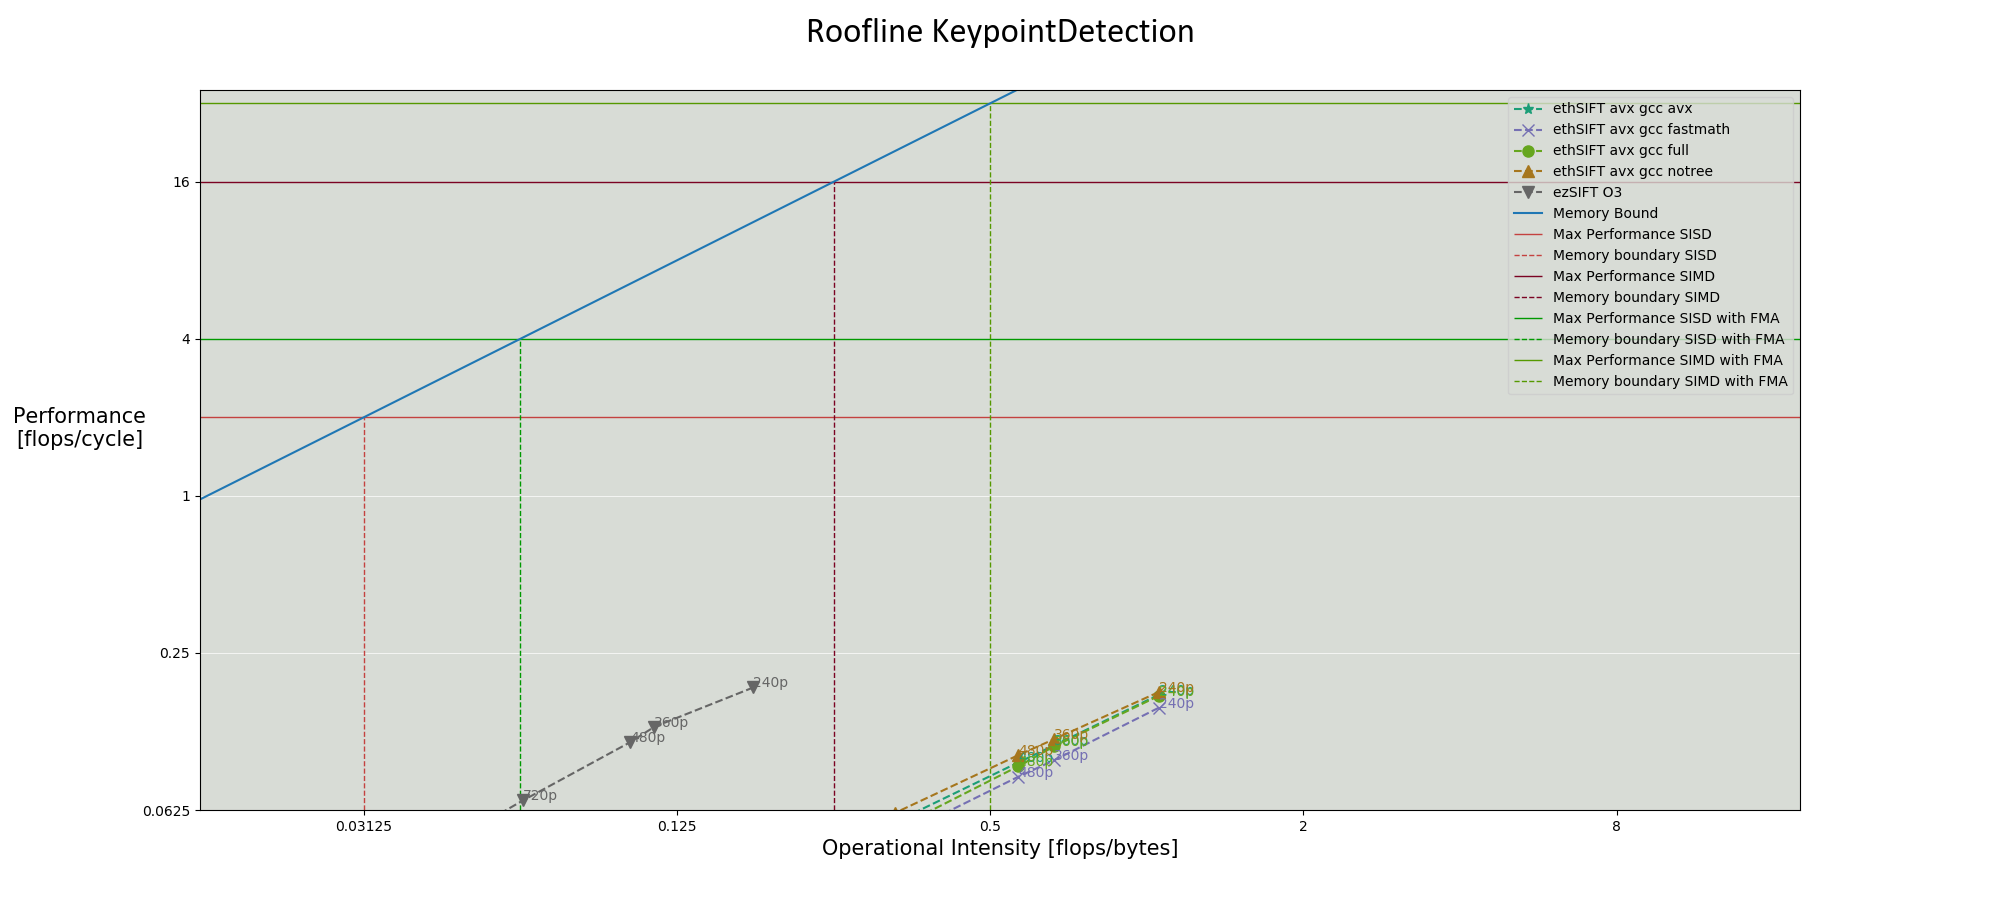 Roofline KeypointDetection
ethSIFT avx gcc avx
ethSIFT avx gcc fastmath
ethSIFT avx gcc full
ethSIFT avx gcc notree
ezSIFT O3
Memory Bound
Max Performance SISD
Memory boundary SISD
Max Performance SIMD
Memory boundary SIMD
Max Performance SISD with FMA
Memory boundary SISD with FMA
Max Performance SIMD with FMA
Memory boundary SIMD with FMA
16
4
Performance
[flops/cycle]
1
0.25
0.0625
240p
360p
480p
720p
240p
240p
360p
360p
480p
480p
0.03125
0.125
0.5
2
8
Operational Intensity [flops/bytes]